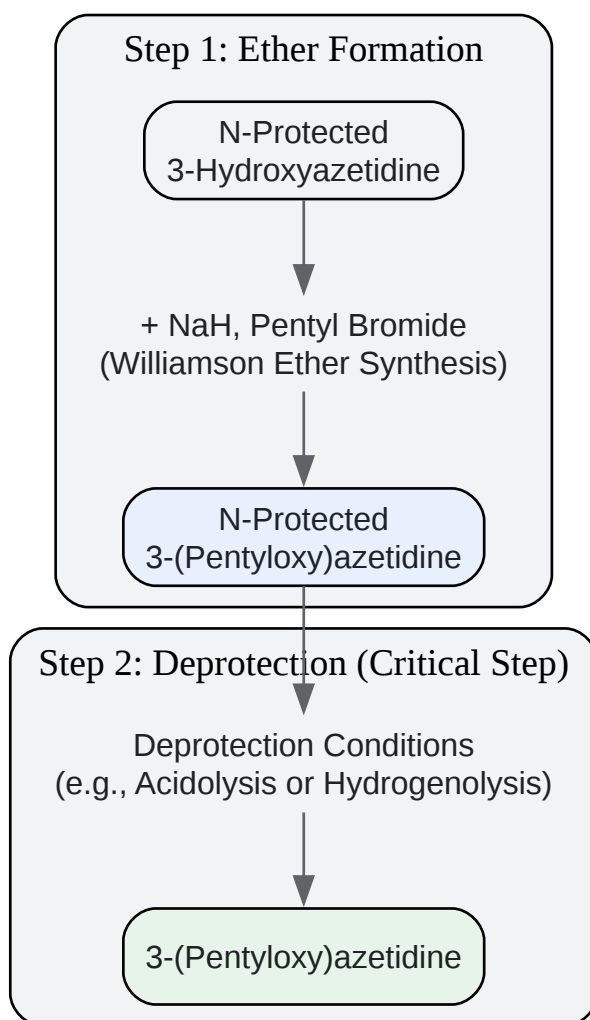 Step 1: Ether Formation
N-Protected
3-Hydroxyazetidine
+ NaH, Pentyl Bromide
(Williamson Ether Synthesis)
N-Protected
3-(Pentyloxy)azetidine
Step 2: Deprotection (Critical Step)
Deprotection Conditions
(e.g., Acidolysis or Hydrogenolysis)
3-(Pentyloxy)azetidine